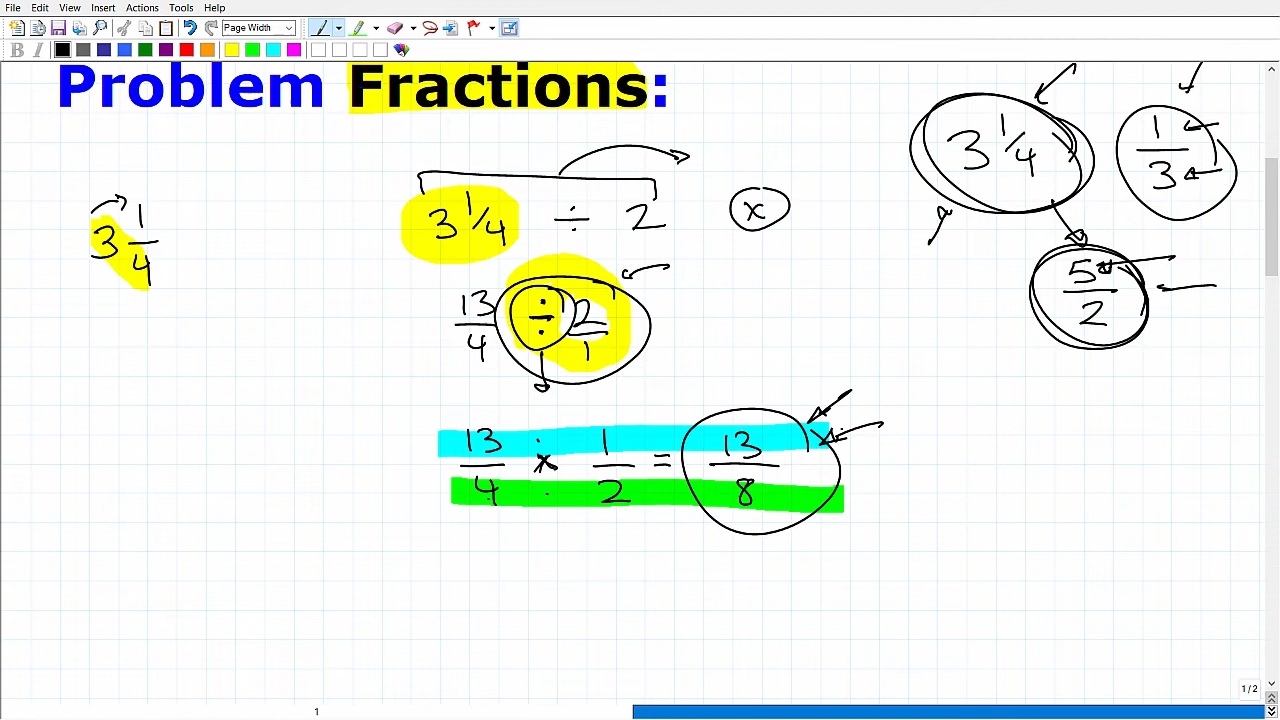 File Edit View Insert Actions Tools Help
Page Width
B I
Problem Fractions:
3 1/4 ÷ 2 x
3 1/4
1/3
3 1/4
5/2
13/4 ÷ 2/1
13/4 x 1/2 = 13/8
1/2
1